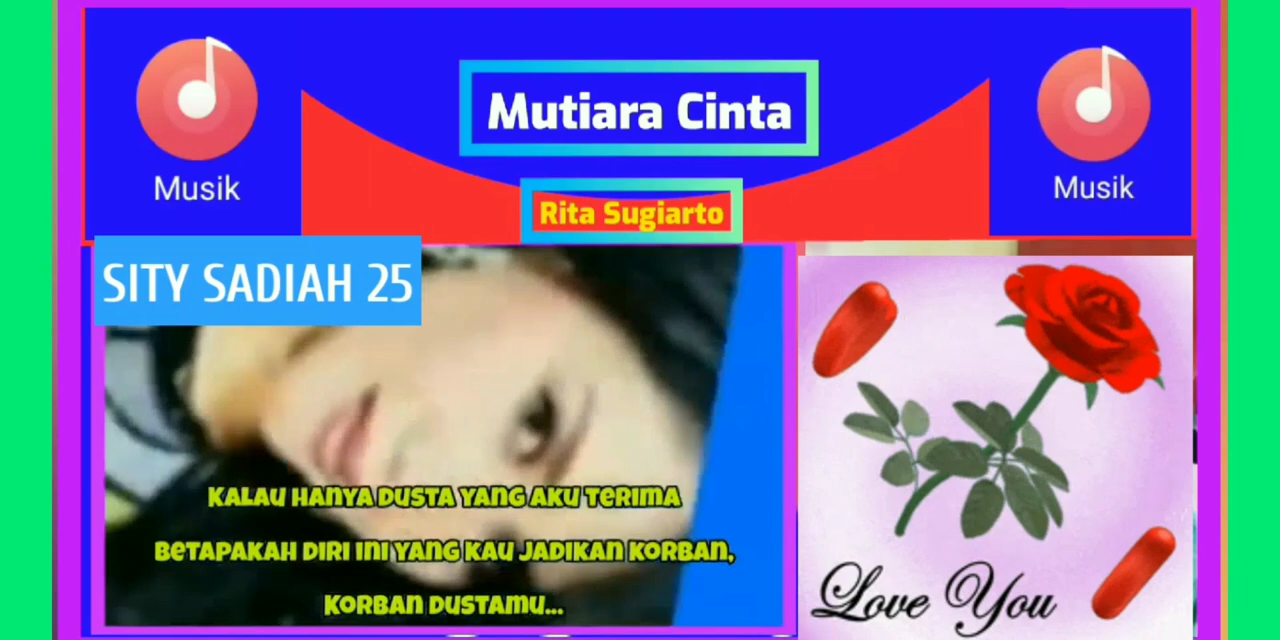 Mutiara Cinta
Musik
Musik
Rita Sugiarto
SITY SADIAH 25
KALAU HANYA DUSTA YANG AKU TERIMA
BETAPAKAH DIRI INI YANG KAU JADIKAN KORBAN,
KORBAN DUSTAMU...
Love You